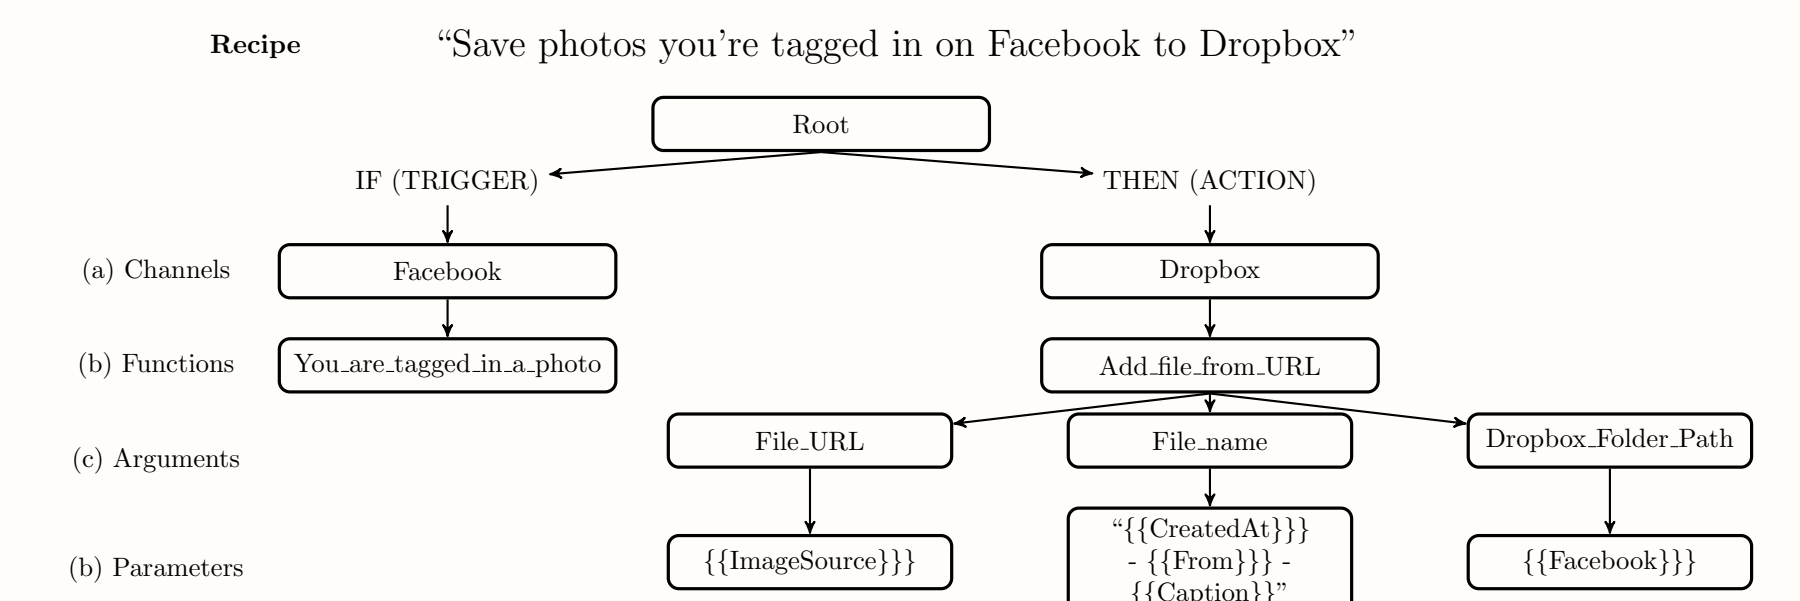 Recipe “Save photos you're tagged in on Facebook to Dropbox”
Root
IF (TRIGGER) THEN (ACTION)
(a) Channels Facebook Dropbox
(b) Functions You_are_tagged_in_a_photo Add_file_from_URL
(c) Arguments File_URL File_name Dropbox_Folder_Path
“{{CreatedAt}}}
(b) Parameters {{ImageSource}}} - {{From}}} - {{Facebook}}}
{{Caption}}”